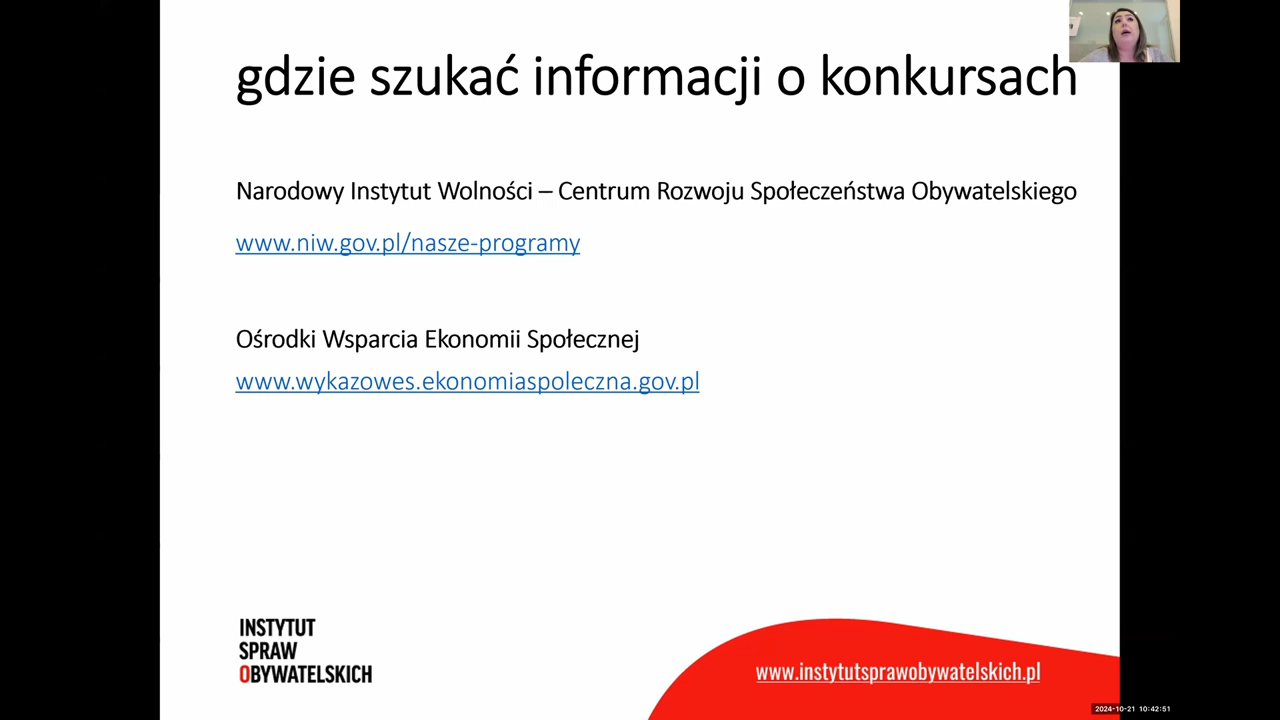 gdzie szukać informacji o konkursach
Narodowy Instytut Wolności – Centrum Rozwoju Społeczeństwa Obywatelskiego
www.niw.gov.pl/nasze-programy
Ośrodki Wsparcia Ekonomii Społecznej
www.wykazowes.ekonomiaspoleczna.gov.pl
INSTYTUT
SPRAW
OBYWATELSKICH
www.instytutsprawobywatelskich.pl
2024-10-21 10:42:51